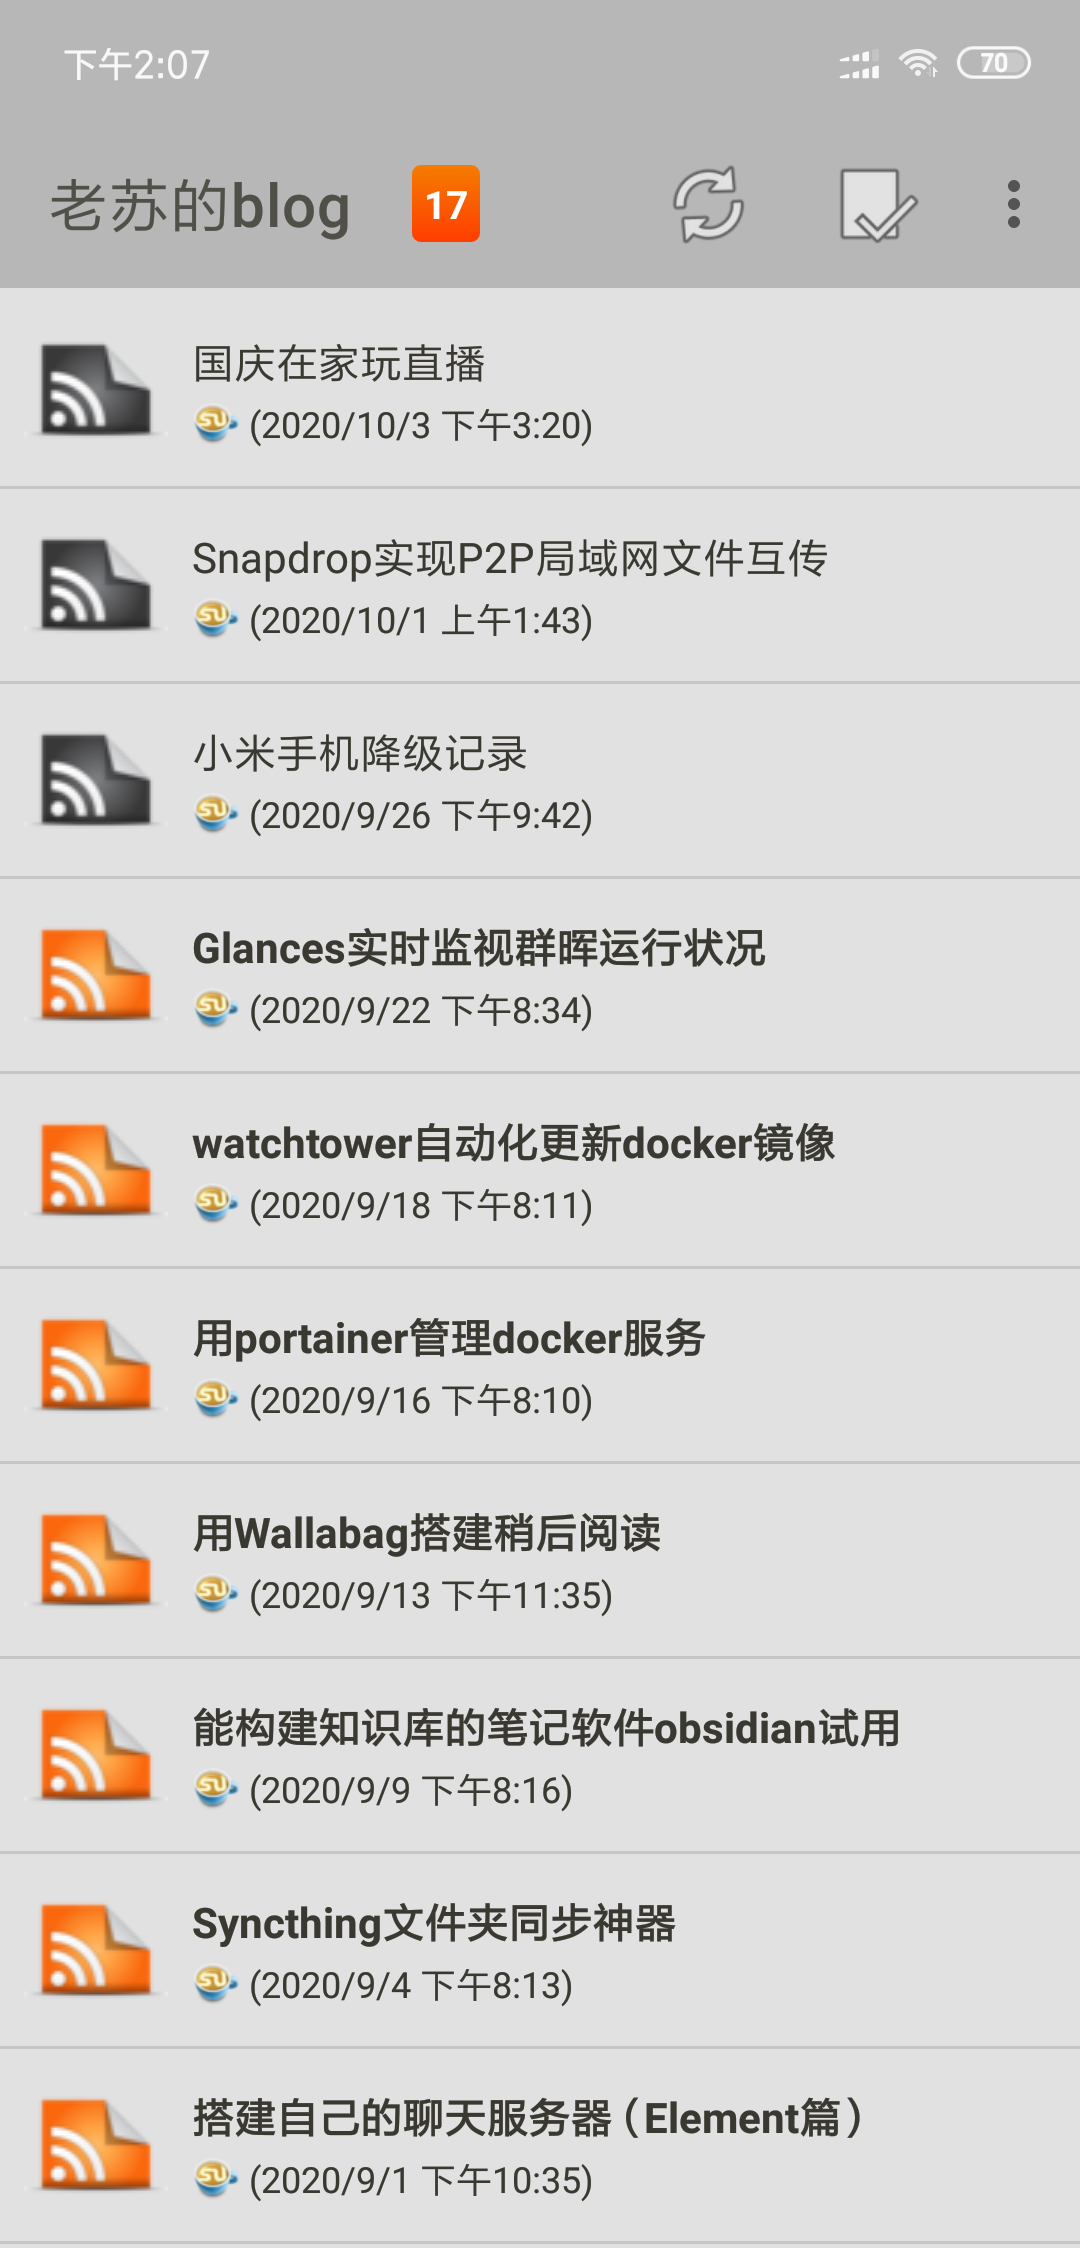 下午2:07
70
老苏的blog
17
国庆在家玩直播
(2020/10/3 下午3:20)
Snapdrop实现P2P局域网文件互传
(2020/10/1 上午1:43)
小米手机降级记录
(2020/9/26 下午9:42)
Glances实时监视群晖运行状况
(2020/9/22 下午8:34)
watchtower自动化更新docker镜像
(2020/9/18 下午8:11)
用portainer管理docker服务
(2020/9/16 下午8:10)
用Wallabag搭建稍后阅读
(2020/9/13 下午11:35)
能构建知识库的笔记软件obsidian试用
(2020/9/9 下午8:16)
Syncthing文件夹同步神器
(2020/9/4 下午8:13)
搭建自己的聊天服务器（Element篇）
(2020/9/1 下午10:35)